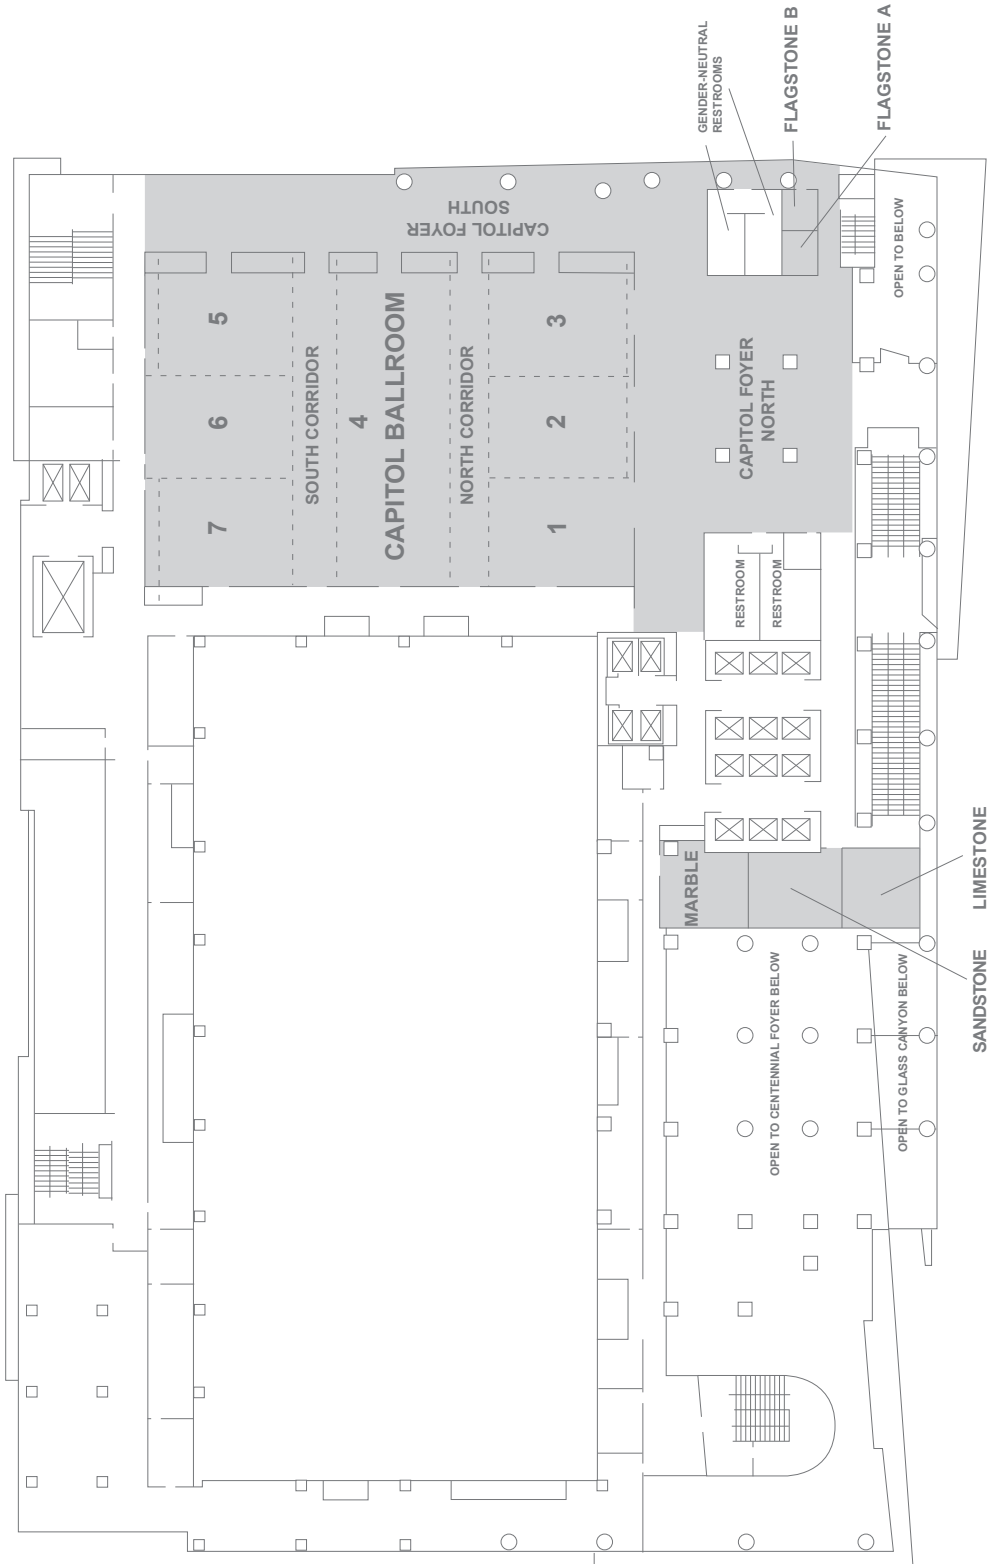 GENDER-NEUTRAL
RESTROOMS
FLAGSTONE B
FLAGSTONE A
CAPITOL FOYER
SOUTH
OPEN TO BELOW
5
SOUTH CORRIDOR
CAPITOL BALLROOM
NORTH CORRIDOR
3
CAPITOL FOYER
NORTH
6
4
2
7
1
RESTROOM
RESTROOM
MARBLE
LIMESTONE
SANDSTONE
OPEN TO CENTENNIAL FOYER BELOW
OPEN TO GLASS CANYON BELOW